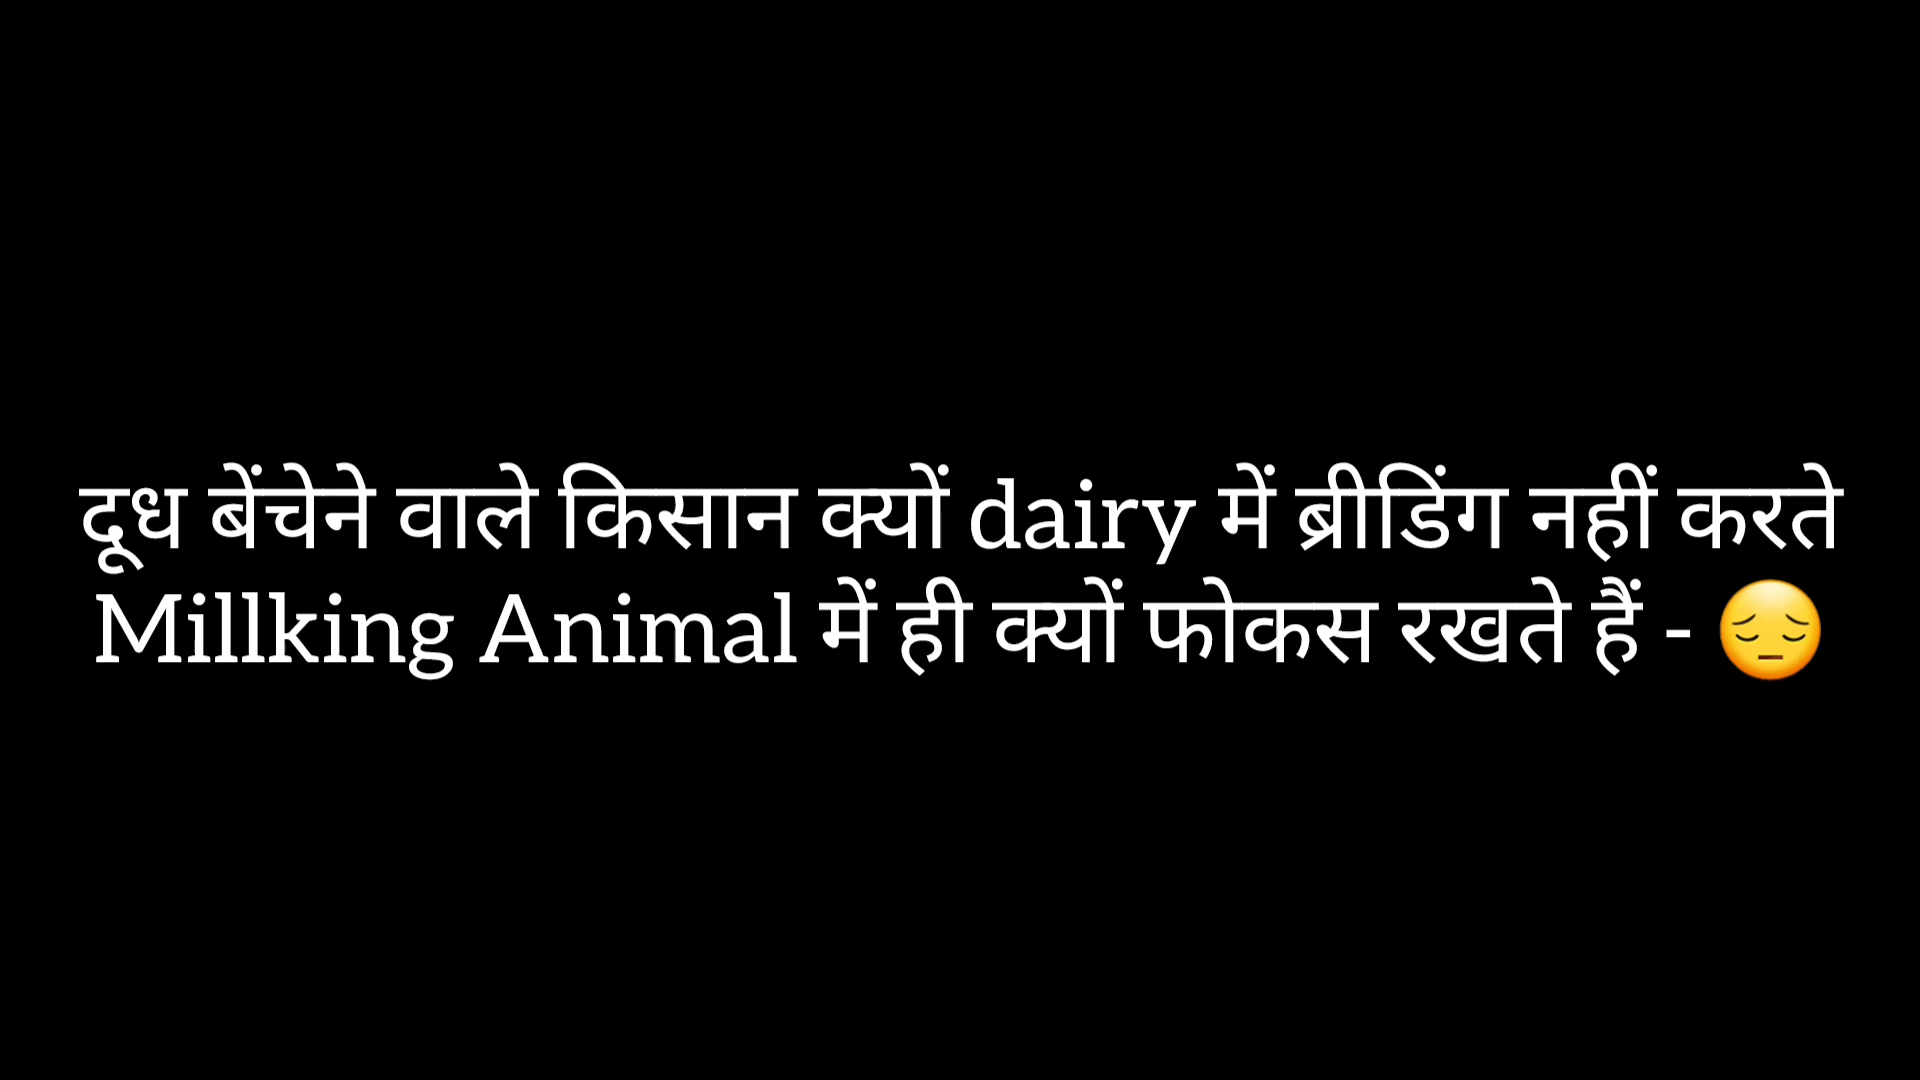 दूध बेंचेने वाले किसान क्यों dairy में ब्रीडिंग नहीं करते
Millking Animal में ही क्यों फोकस रखते हैं - 😔